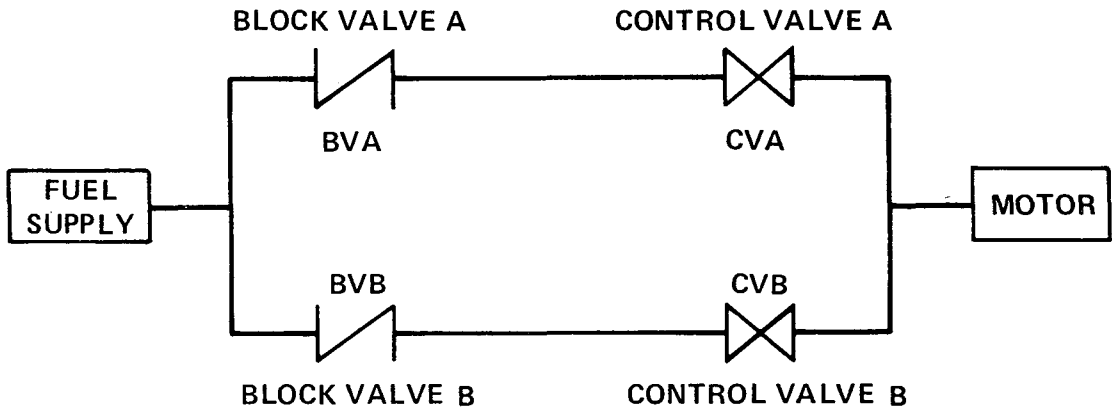 BLOCK VALVE A
CONTROL VALVE A
BVA
CVA
FUEL
SUPPLY
MOTOR
BVB
CVB
BLOCK VALVE B
CONTROL VALVE B